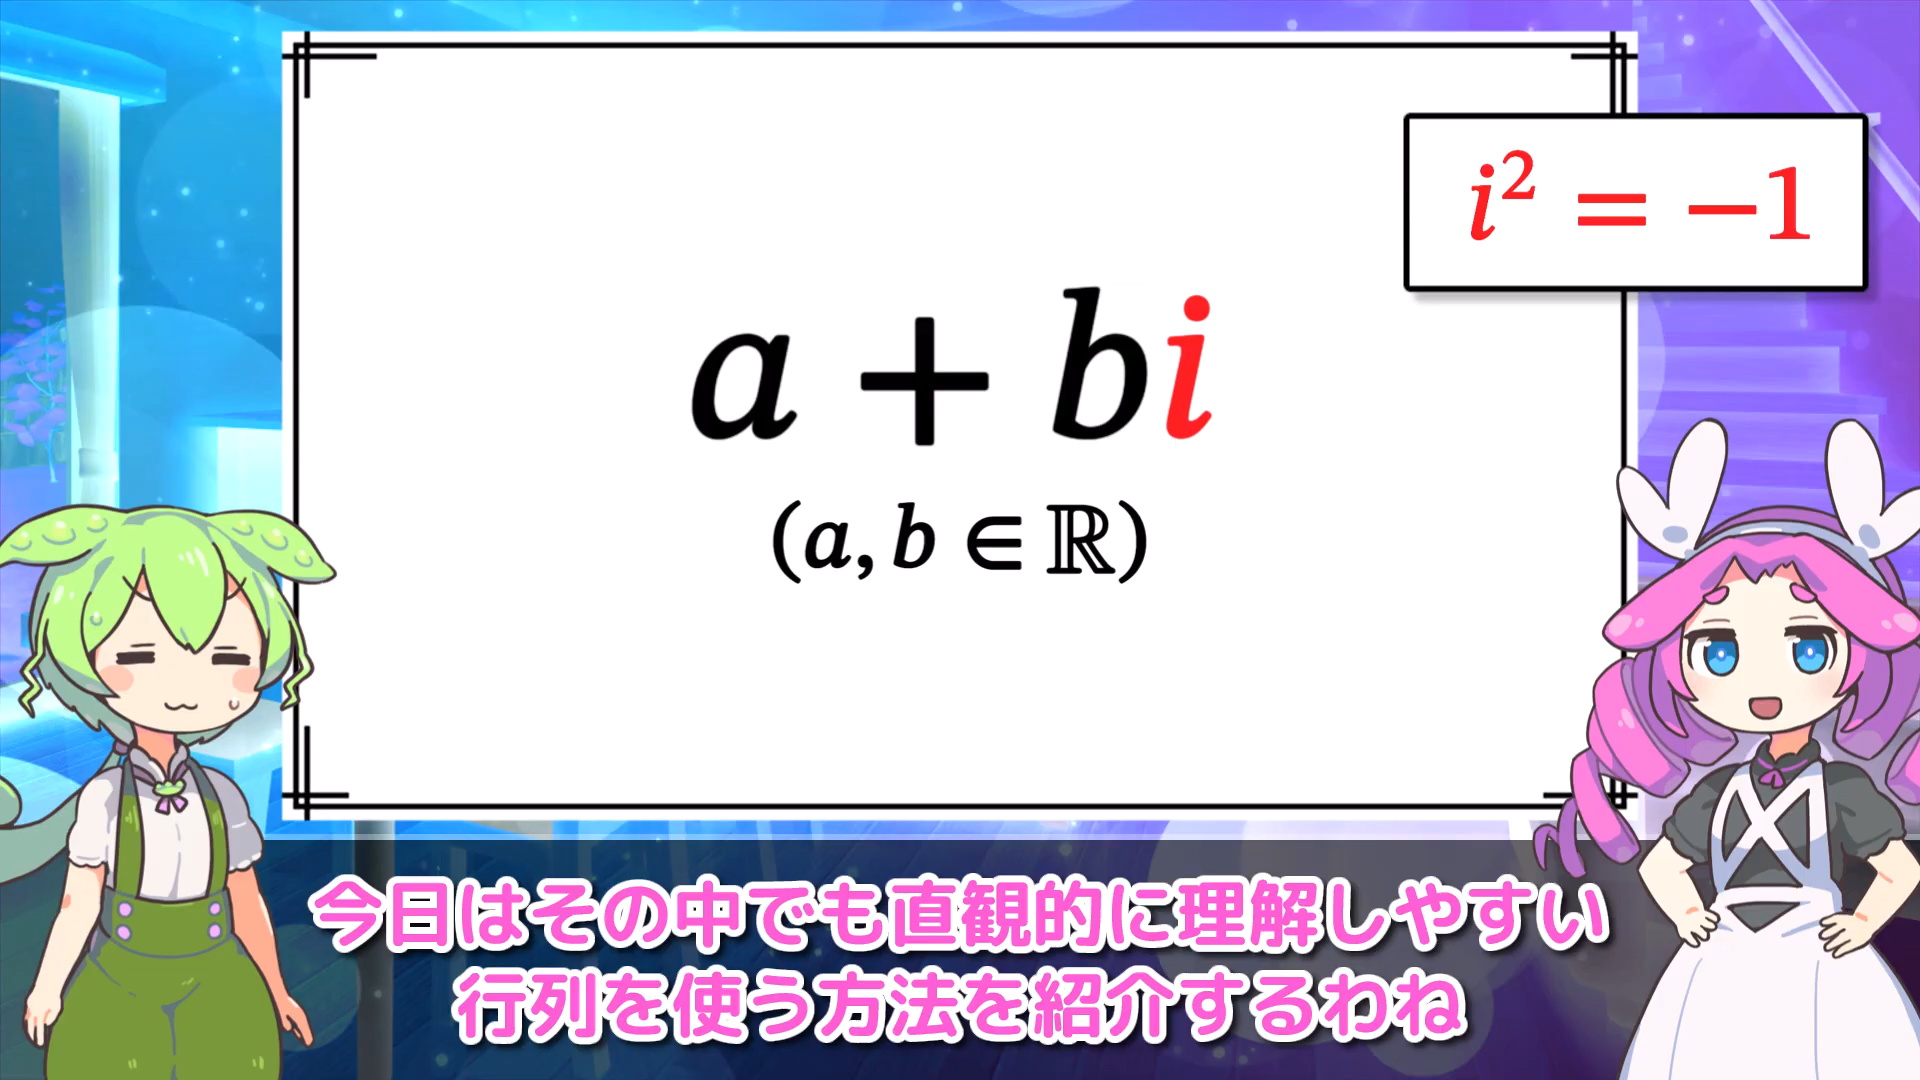 i² = −1
a + bi
(a, b ∈ ℝ)
今日はその中でも直観的に理解しやすい
行列を使う方法を紹介するわね